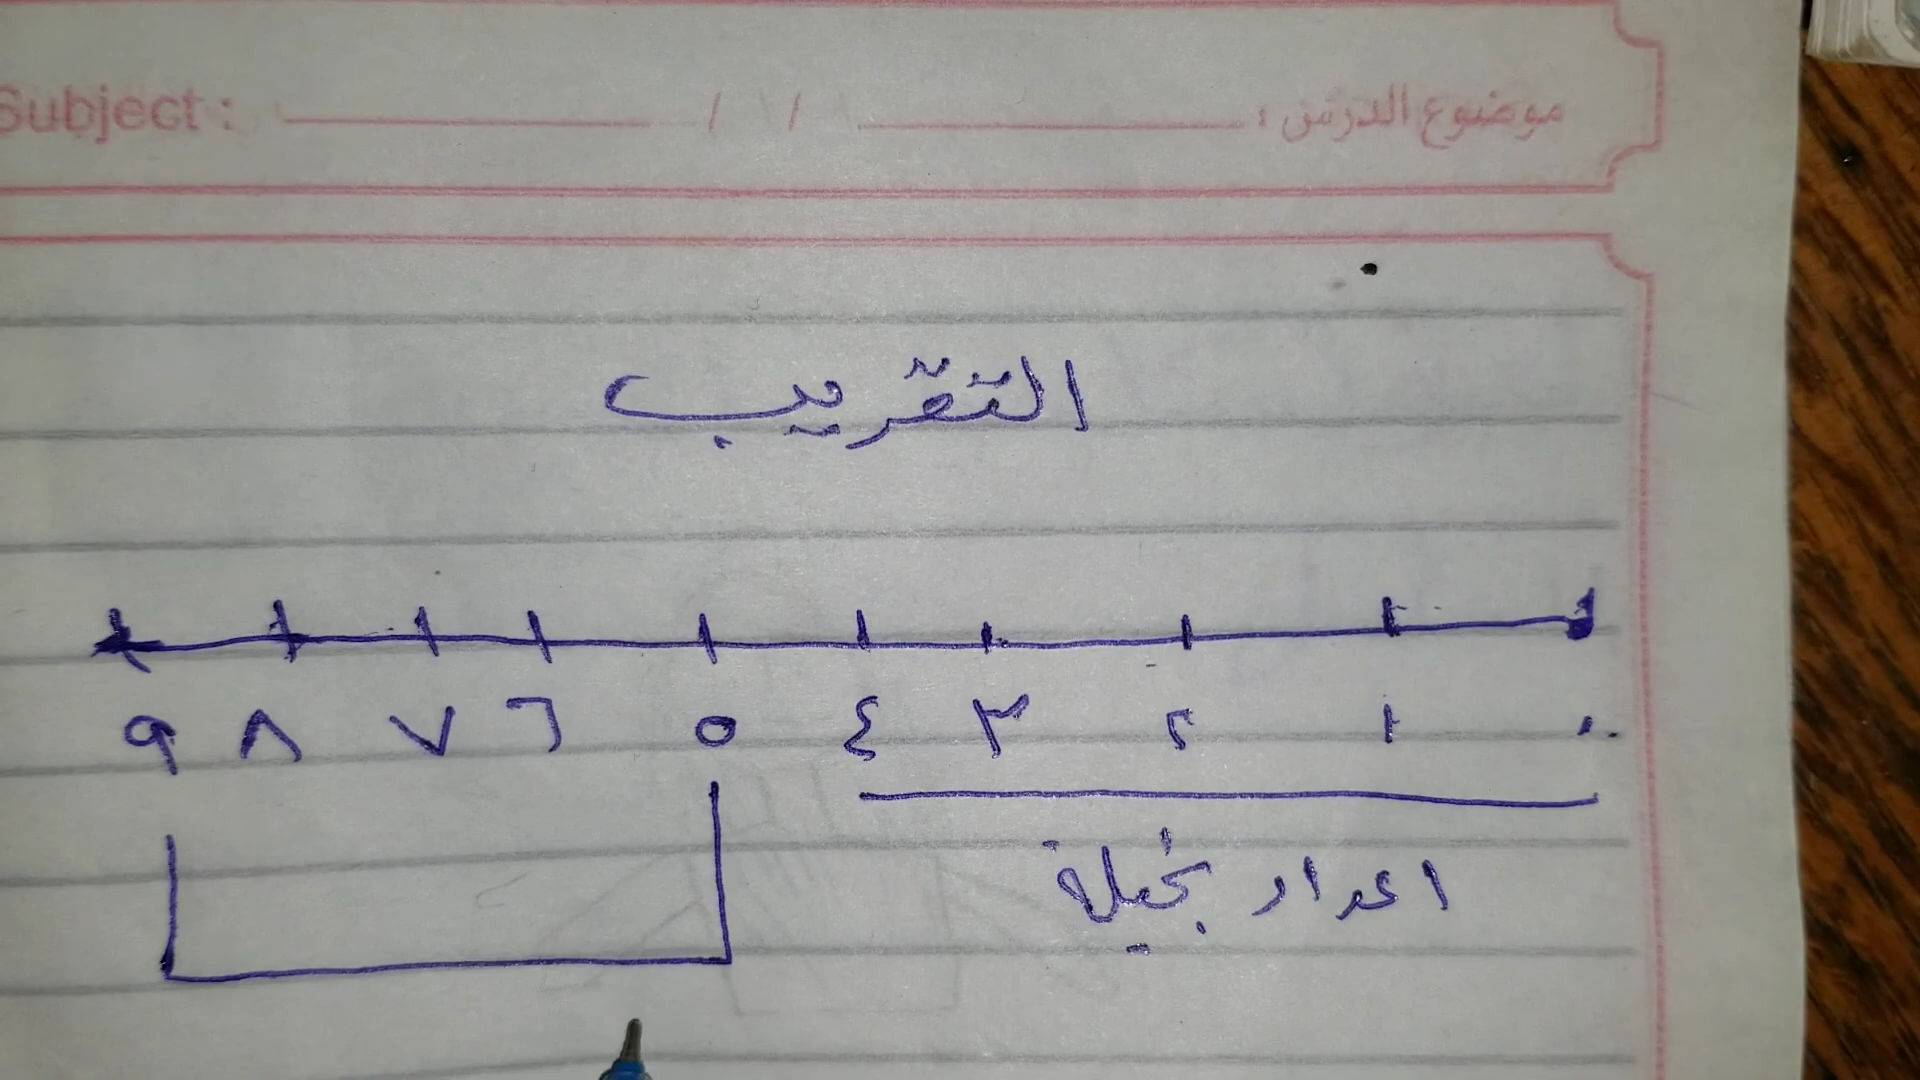 Subject : / / موضوع الدرس :
التقريب
٠ ١ ٢ ٣ ٤ ٥ ٦ ٧ ٨ ٩
اعداد بخيلة